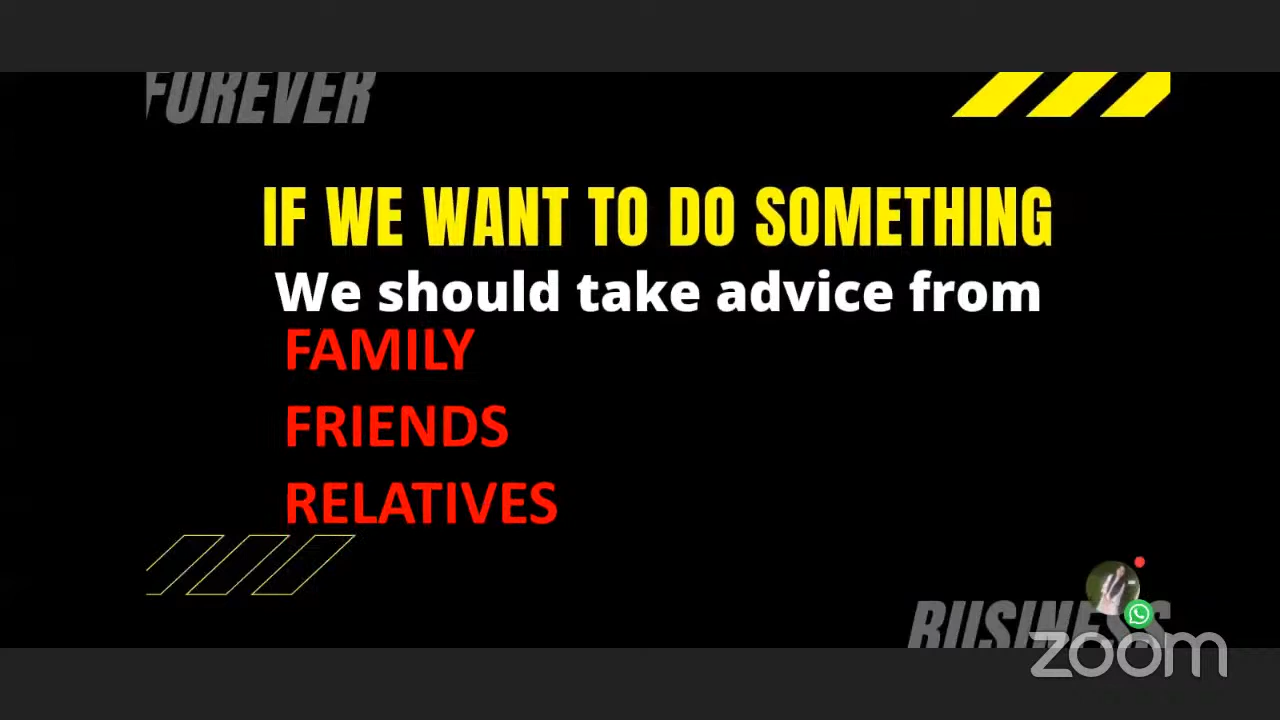 FOREVER
IF WE WANT TO DO SOMETHING
We should take advice from
FAMILY
FRIENDS
RELATIVES
BUSINESS
zoom